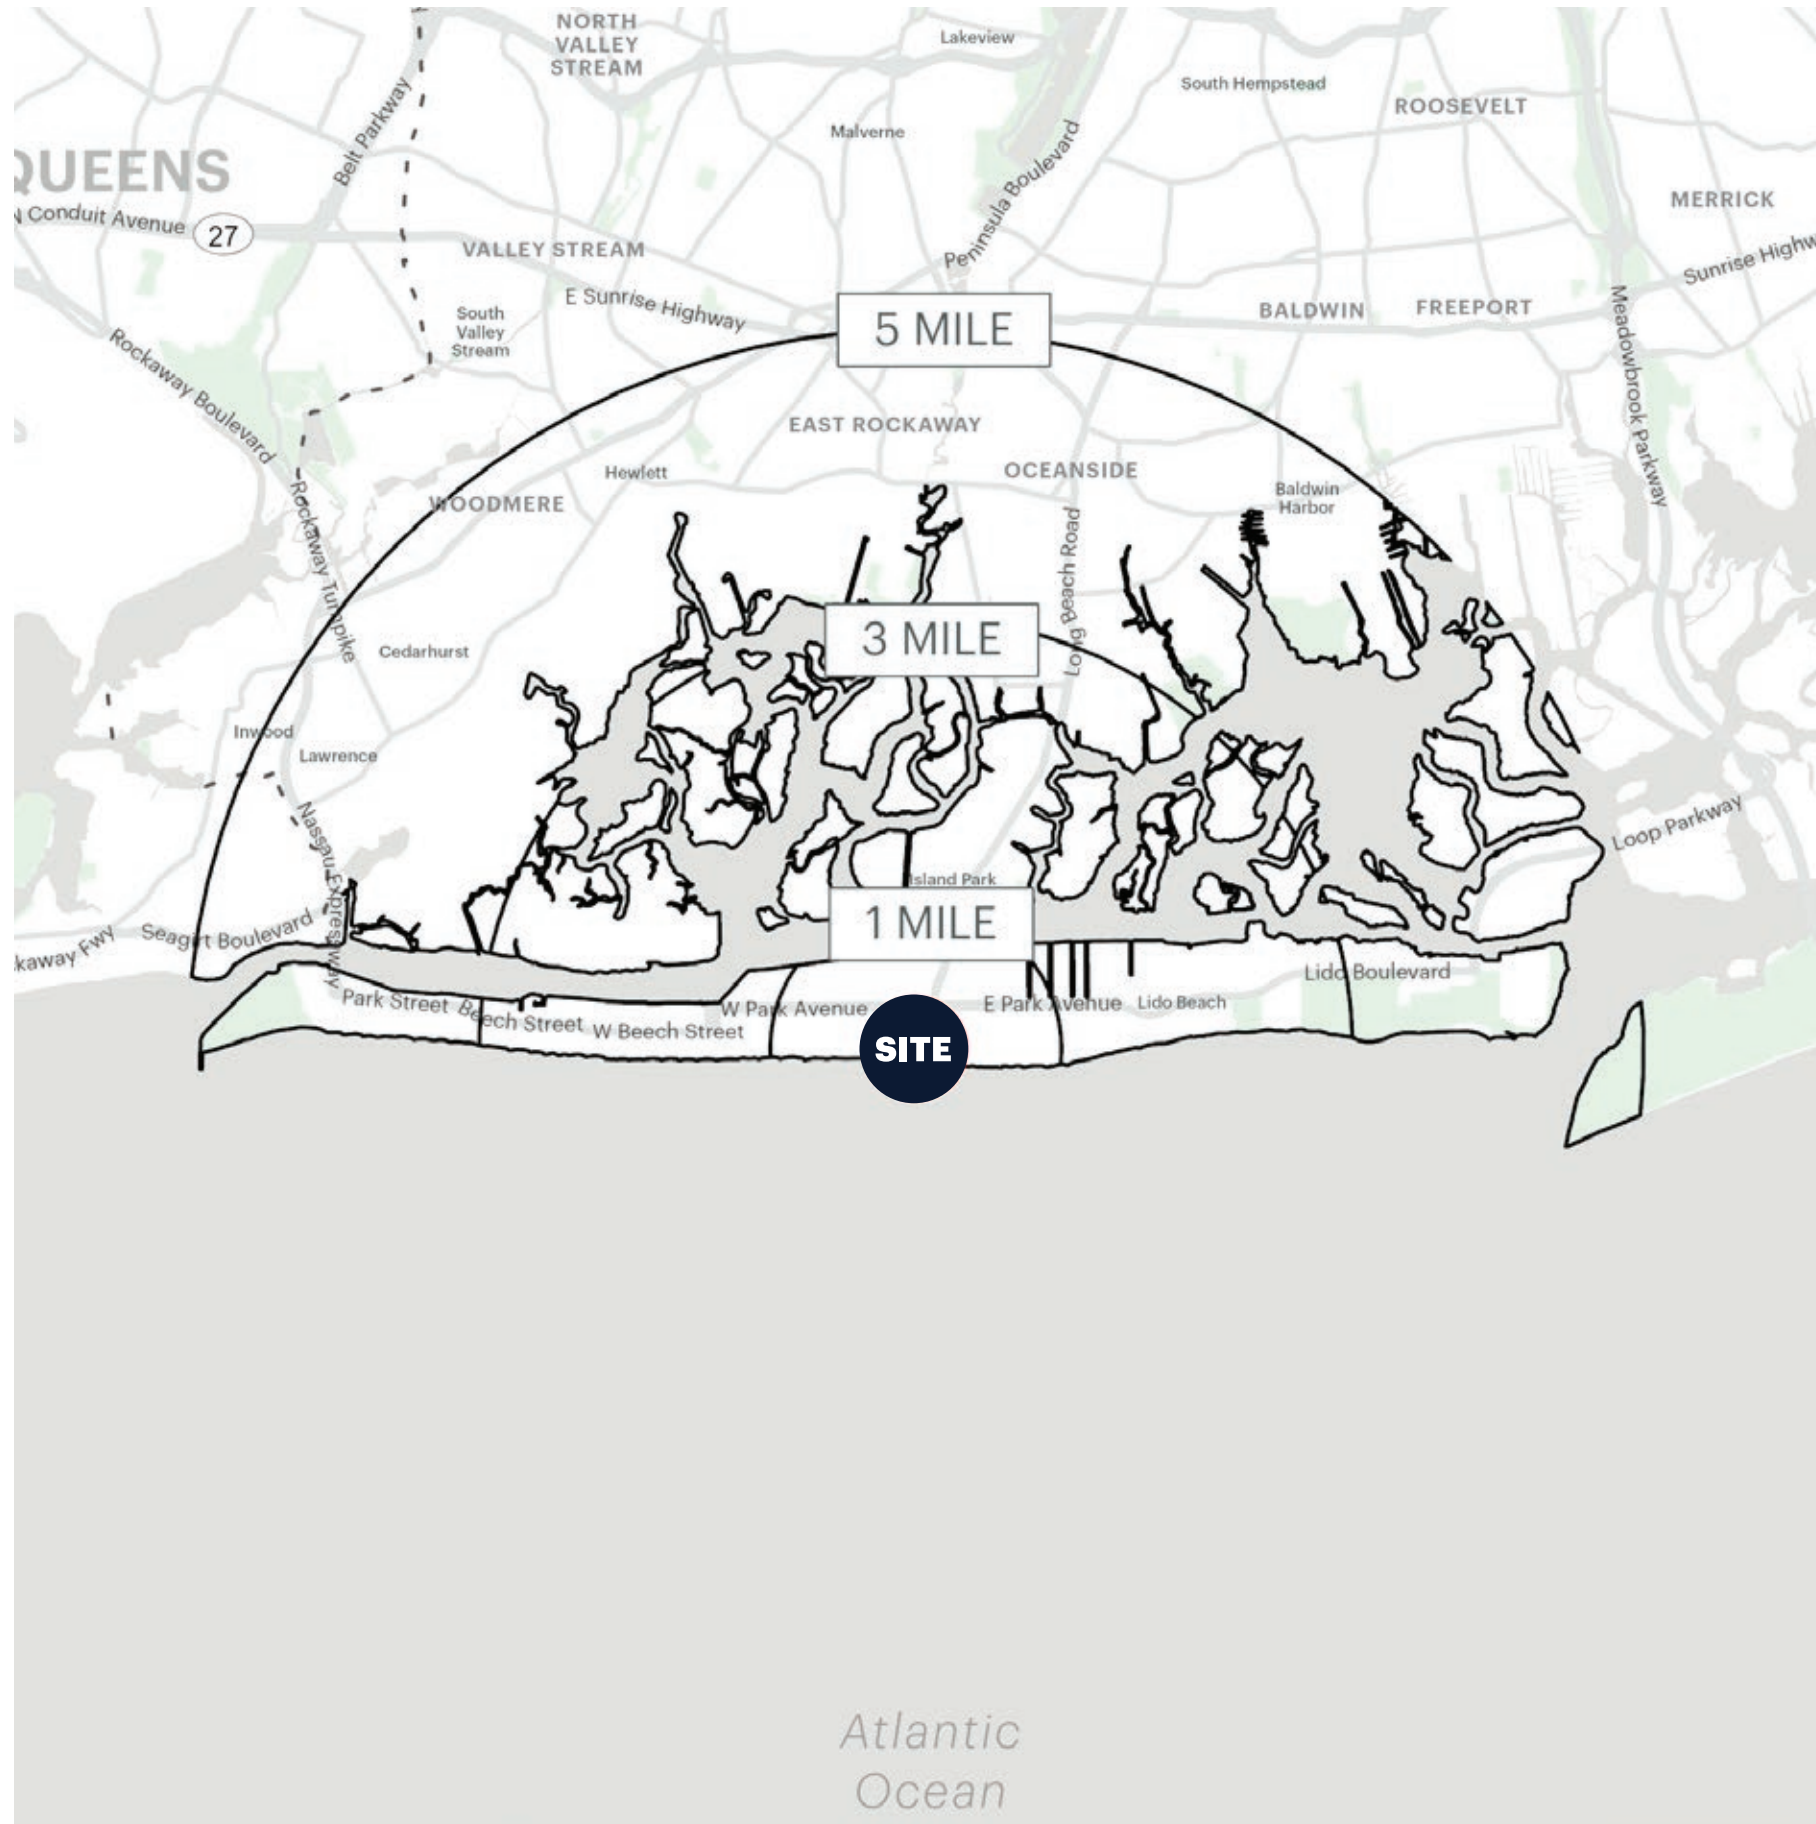 NORTH
VALLEY
STREAM
Lakeview
South Hempstead
ROOSEVELT
Belt Parkway
Malverne
Peninsula Boulevard
QUEENS
MERRICK
N Conduit Avenue
27
VALLEY STREAM
Sunrise Highw
E Sunrise Highway
South
Valley
Stream
5 MILE
BALDWIN
FREEPORT
Meadowbrook Parkway
Rockaway Boulevard
EAST ROCKAWAY
Hewlett
OCEANSIDE
WOODMERE
Baldwin
Harbor
Rockaway Turnpike
Long Beach Road
3 MILE
Cedarhurst
Inwood
Lawrence
Nassau Expressway
Loop Parkway
Island Park
1 MILE
Seagirt Boulevard
kaway Fwy
Lido Boulevard
Park Street
Beech Street
W Beech Street
W Park Avenue
E Park Avenue
Lido Beach
SITE
Atlantic
Ocean